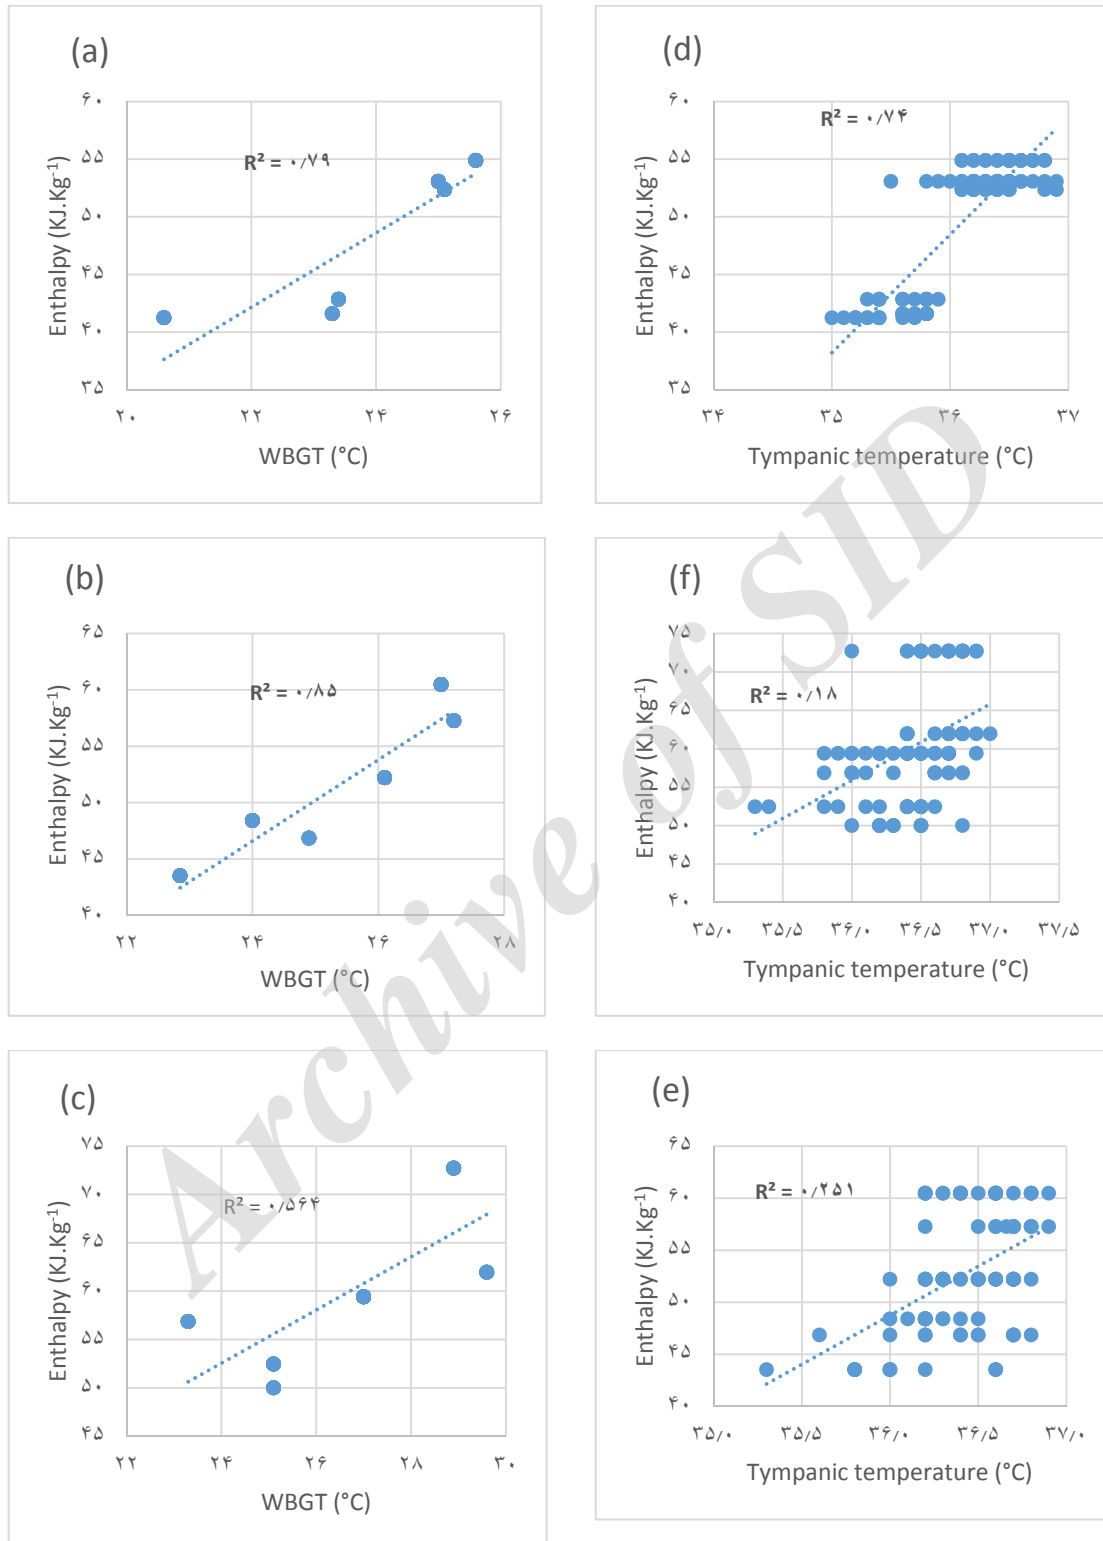 (a)
۶۰
R² = ۰/۷۹
۵۵
۵۰
۴۵
۴۰
۳۵
Enthalpy (KJ.Kg⁻¹)
۲۰ ۲۲ ۲۴ ۲۶
WBGT (°C)
(d)
۶۰
R² = ۰/۷۴
۵۵
۵۰
۴۵
۴۰
۳۵
Enthalpy (KJ.Kg⁻¹)
۳۴ ۳۵ ۳۶ ۳۷
Tympanic temperature (°C)
(b)
۶۵
۶۰
R² = ۰/۸۵
۵۵
۵۰
۴۵
۴۰
Enthalpy (KJ.Kg⁻¹)
۲۲ ۲۴ ۲۶ ۲۸
WBGT (°C)
(f)
۷۵
۷۰
R² = ۰/۱۸
۶۵
۶۰
۵۵
۵۰
۴۵
۴۰
Enthalpy (KJ.Kg⁻¹)
۳۵/۰ ۳۵/۵ ۳۶/۰ ۳۶/۵ ۳۷/۰ ۳۷/۵
Tympanic temperature (°C)
(c)
۷۵
۷۰
R² = ۰/۵۶۴
۶۵
۶۰
۵۵
۵۰
۴۵
Enthalpy (KJ.Kg⁻¹)
۲۲ ۲۴ ۲۶ ۲۸ ۳۰
WBGT (°C)
(e)
۶۵
۶۰
R² = ۰/۲۵۱
۵۵
۵۰
۴۵
۴۰
Enthalpy (KJ.Kg⁻¹)
۳۵/۰ ۳۵/۵ ۳۶/۰ ۳۶/۵ ۳۷/۰
Tympanic temperature (°C)
Archive of SID